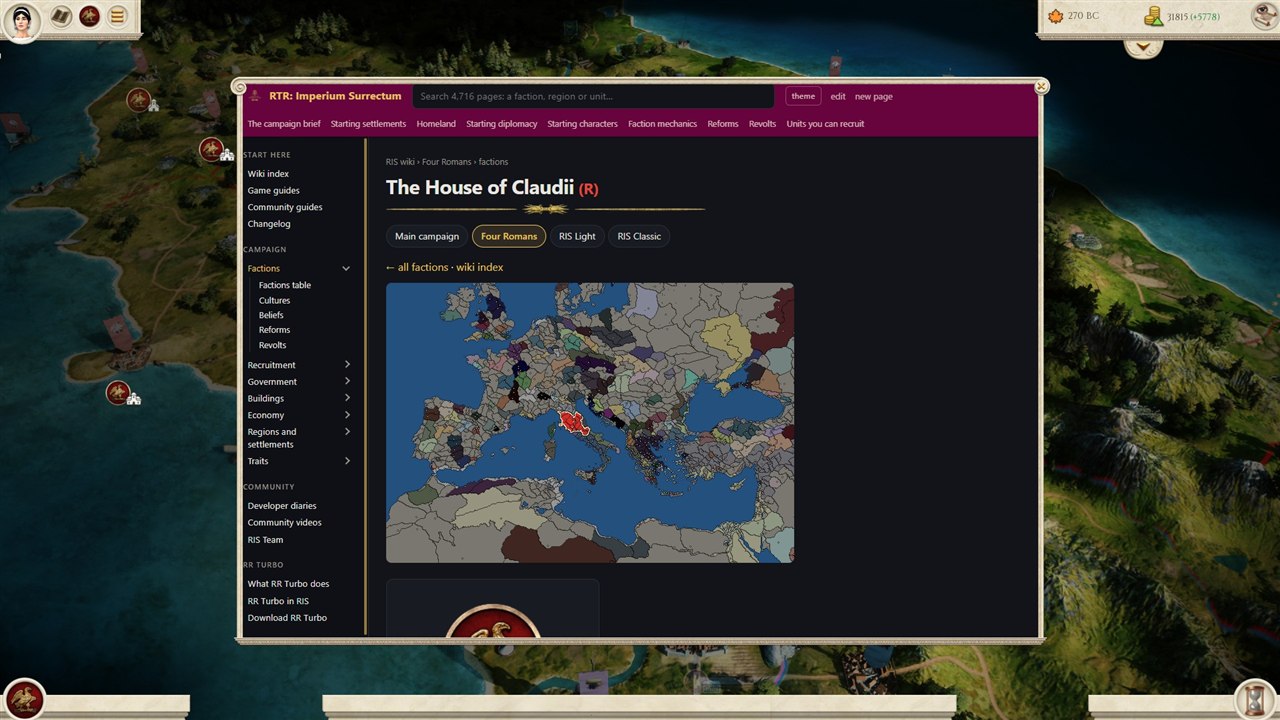 270 BC
31815 (+5778)
RTR: Imperium Surrectum
Search 4,716 pages: a faction, region or unit...
theme
edit
new page
The campaign brief
Starting settlements
Homeland
Starting diplomacy
Starting characters
Faction mechanics
Reforms
Revolts
Units you can recruit
START HERE
Wiki index
Game guides
Community guides
Changelog
CAMPAIGN
Factions
Factions table
Cultures
Beliefs
Reforms
Revolts
Recruitment
Government
Buildings
Economy
Regions and
settlements
Traits
COMMUNITY
Developer diaries
Community videos
RIS Team
RR TURBO
What RR Turbo does
RR Turbo in RIS
Download RR Turbo
RIS wiki › Four Romans › factions
The House of Claudii (R)
Main campaign
Four Romans
RIS Light
RIS Classic
← all factions · wiki index